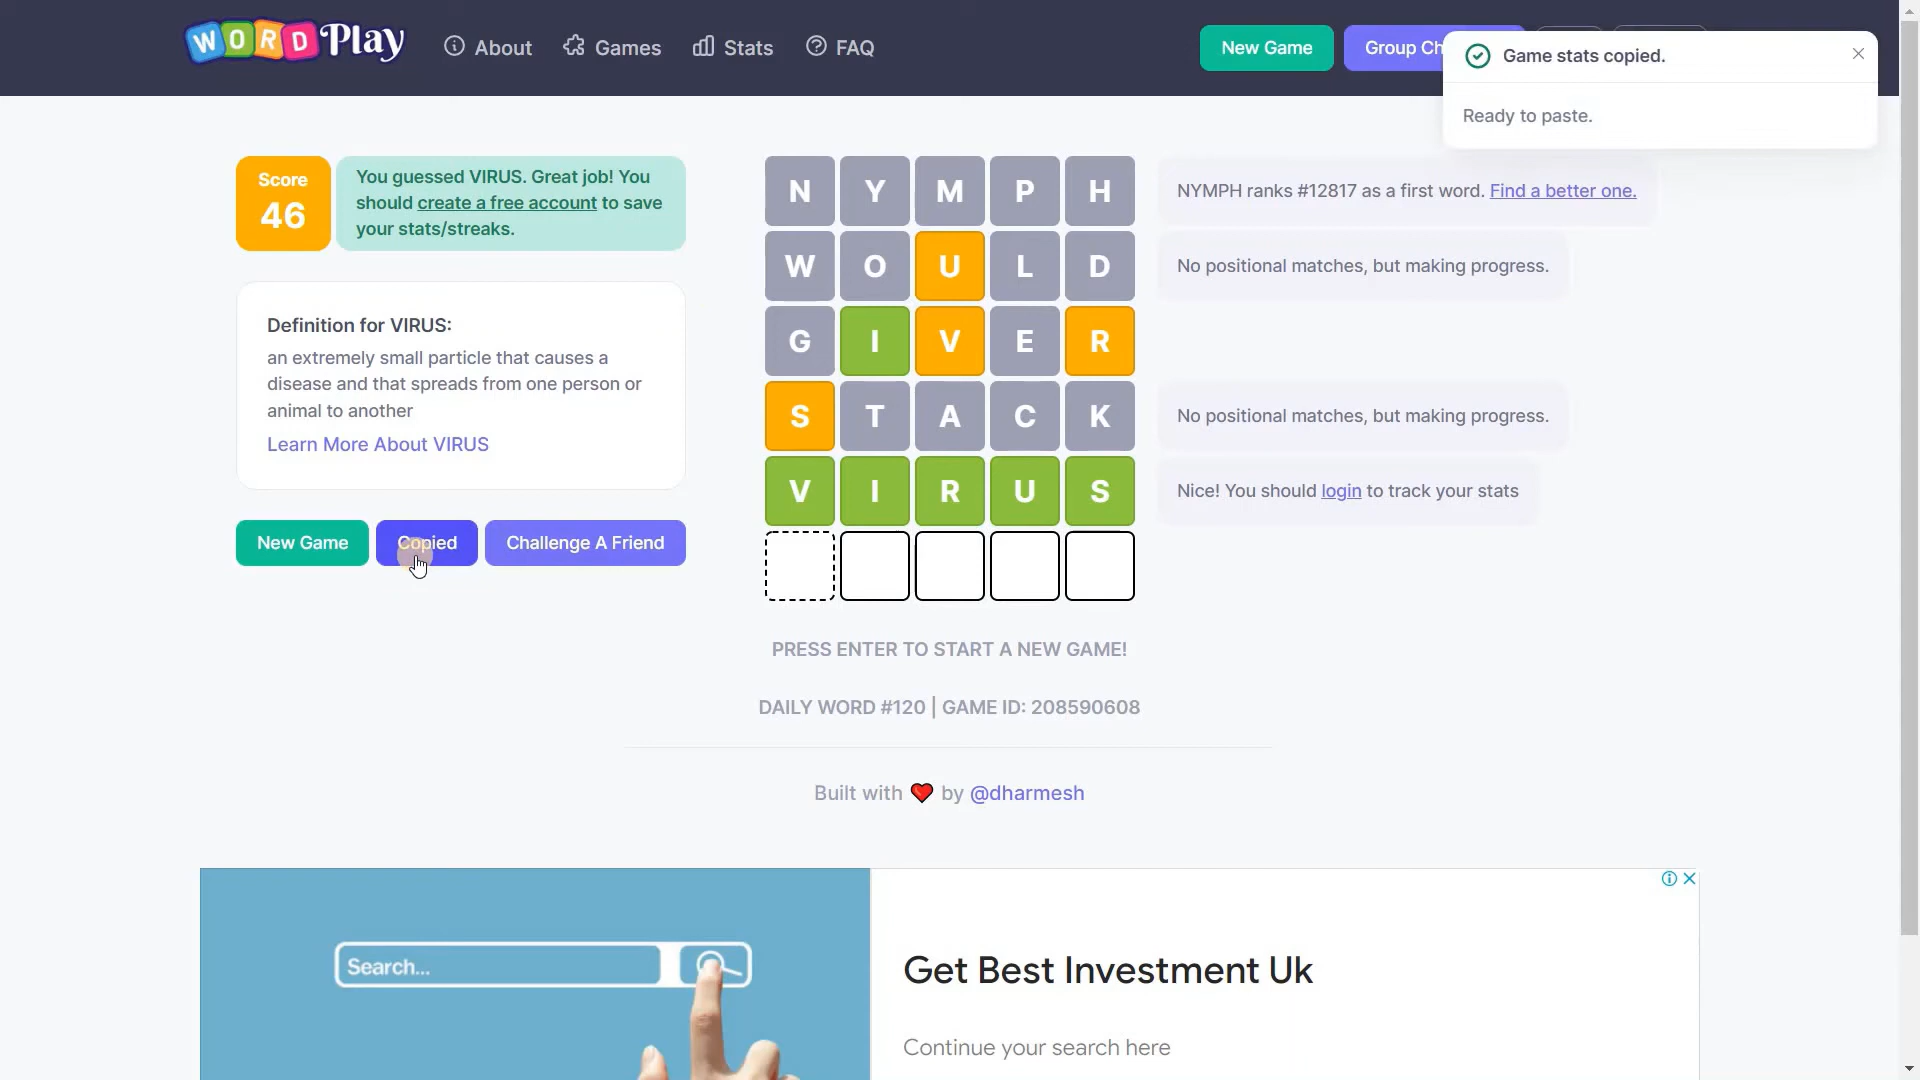 WORD Play
About
Games
Stats
FAQ
New Game
Group Ch
Game stats copied.
Ready to paste.
Score
46
You guessed VIRUS. Great job! You
should create a free account to save
your stats/streaks.
Definition for VIRUS:
an extremely small particle that causes a
disease and that spreads from one person or
animal to another
Learn More About VIRUS
New Game
Copied
Challenge A Friend
N Y M P H
NYMPH ranks #12817 as a first word. Find a better one.
W O U L D
No positional matches, but making progress.
G I V E R
S T A C K
No positional matches, but making progress.
V I R U S
Nice! You should login to track your stats
PRESS ENTER TO START A NEW GAME!
DAILY WORD #120 | GAME ID: 208590608
Built with ❤️ by @dharmesh
Search...
Get Best Investment Uk
Continue your search here